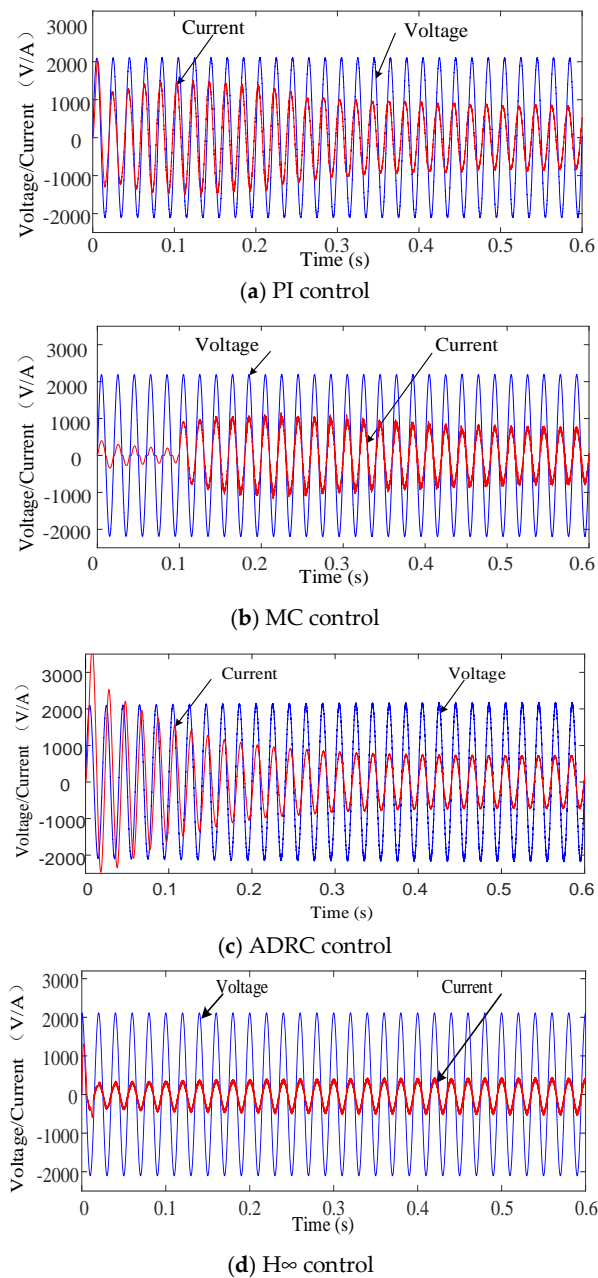 Voltage/Current (V/A)
3000
2000
1000
0
-1000
-2000
Current
Voltage
0 0.1 0.2 0.3 0.4 0.5 0.6
Time (s)
(a) PI control
Voltage/Current (V/A)
3000
2000
1000
0
-1000
-2000
Voltage
Current
0 0.1 0.2 0.3 0.4 0.5 0.6
Time (s)
(b) MC control
Voltage/Current (V/A)
3000
2000
1000
0
-1000
-2000
Current
Voltage
0 0.1 0.2 0.3 0.4 0.5 0.6
Time (s)
(c) ADRC control
Voltage/Current (V/A)
3000
2000
1000
0
-1000
-2000
Voltage
Current
0 0.1 0.2 0.3 0.4 0.5 0.6
Time (s)
(d) H∞ control